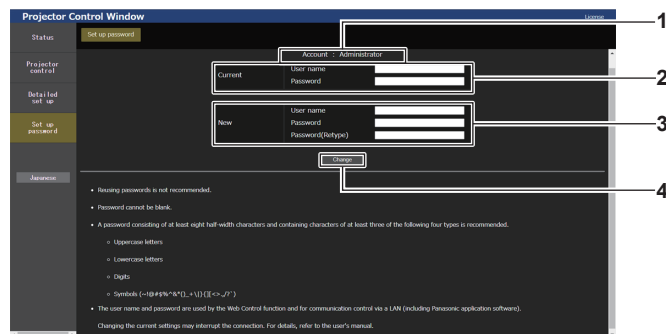 Projector Control Window
License
1
Status
Set up password
Account : Administrator
Projector
control
Current
User name
Password
2
Detailed
set up
New
User name
Password
Password(Retype)
3
Set up
password
Change
4
Japanese
• Reusing passwords is not recommended.
• Password cannot be blank.
• A password consisting of at least eight half-width characters and containing characters of at least three of the following four types is recommended.
○ Uppercase letters
○ Lowercase letters
○ Digits
• The user name and password are used by the Web Control function and for communication control via a LAN (including Panasonic application software).
Changing the current settings may interrupt the connection. For details, refer to the user's manual.